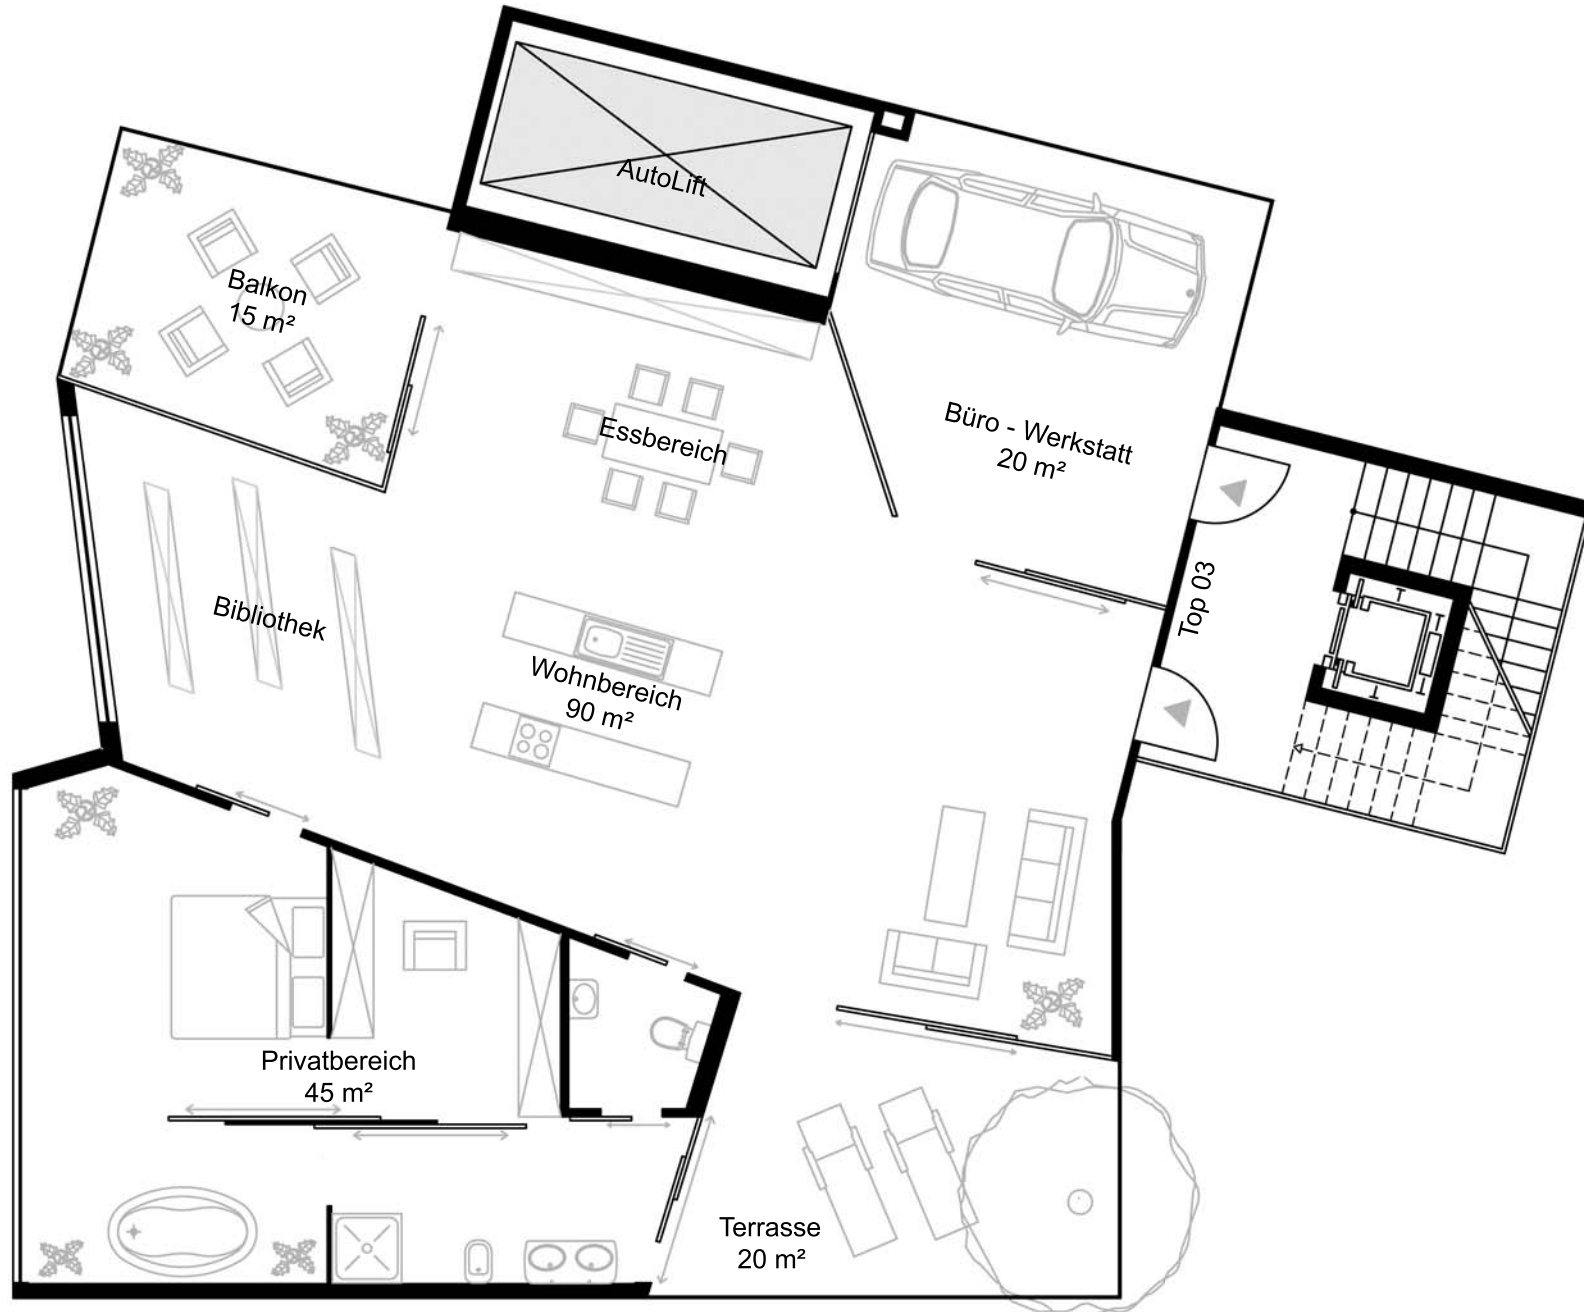 AutoLift
Balkon
15 m²
Essbereich
Büro - Werkstatt
20 m²
Top 03
Bibliothek
Wohnbereich
90 m²
Privatbereich
45 m²
Terrasse
20 m²